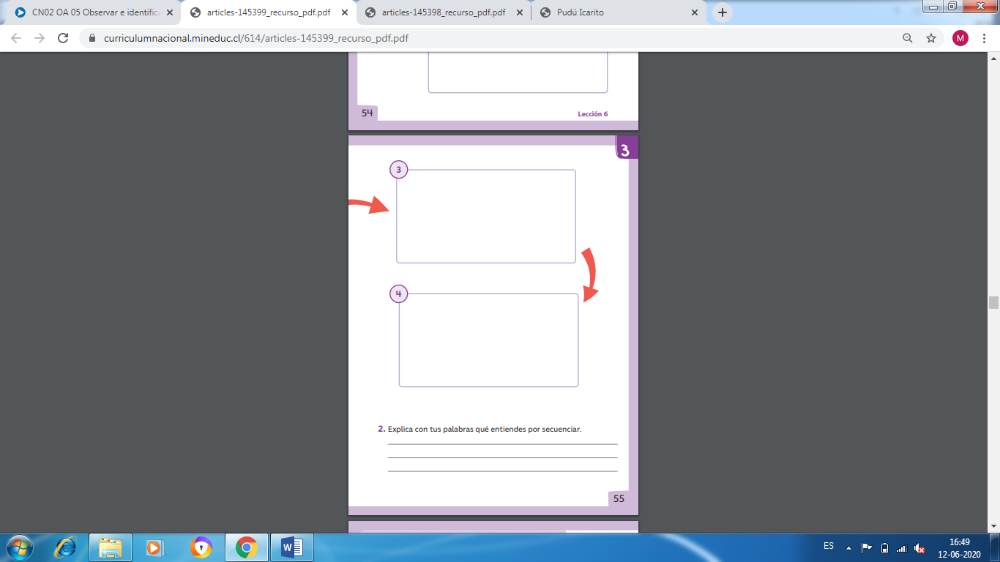 CN02 OA 05 Observar e identifica
articles-145399_recurso_pdf.pdf
articles-145398_recurso_pdf.pdf
Pudú Icarito
curriculumnacional.mineduc.cl/614/articles-145399_recurso_pdf.pdf
M
54
Lección 6
3
3
4
2. Explica con tus palabras qué entiendes por secuenciar.
55
ES
16:49
12-06-2020